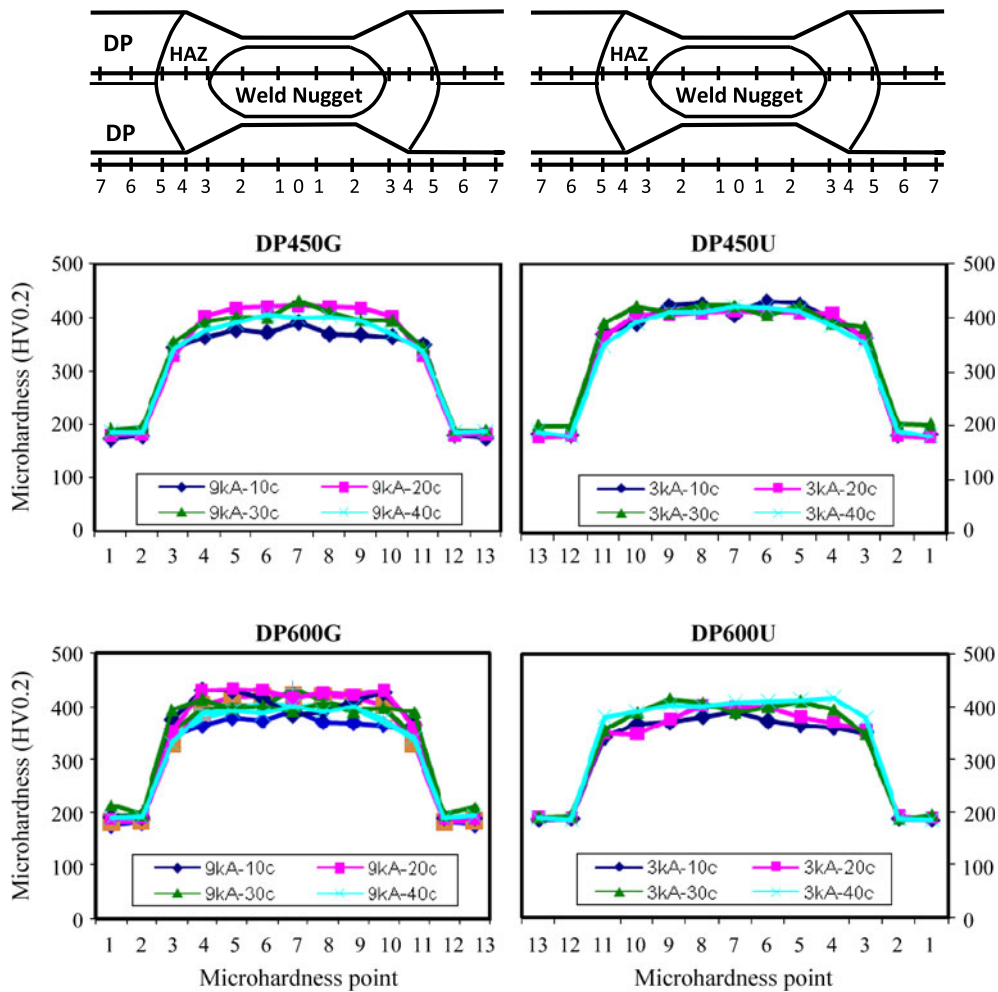 DP
HAZ
Weld Nugget
DP
7 6 5 4 3 2 1 0 1 2 3 4 5 6 7
HAZ
Weld Nugget
7 6 5 4 3 2 1 0 1 2 3 4 5 6 7
DP450G
Microhardness (HV0.2)
500
400
300
200
100
0
9kA-10c
9kA-20c
9kA-30c
9kA-40c
1 2 3 4 5 6 7 8 9 10 11 12 13
DP450U
500
400
300
200
100
0
3kA-10c
3kA-20c
3kA-30c
3kA-40c
13 12 11 10 9 8 7 6 5 4 3 2 1
DP600G
Microhardness (HV0.2)
500
400
300
200
100
0
9kA-10c
9kA-20c
9kA-30c
9kA-40c
1 2 3 4 5 6 7 8 9 10 11 12 13
Microhardness point
DP600U
500
400
300
200
100
0
3kA-10c
3kA-20c
3kA-30c
3kA-40c
13 12 11 10 9 8 7 6 5 4 3 2 1
Microhardness point